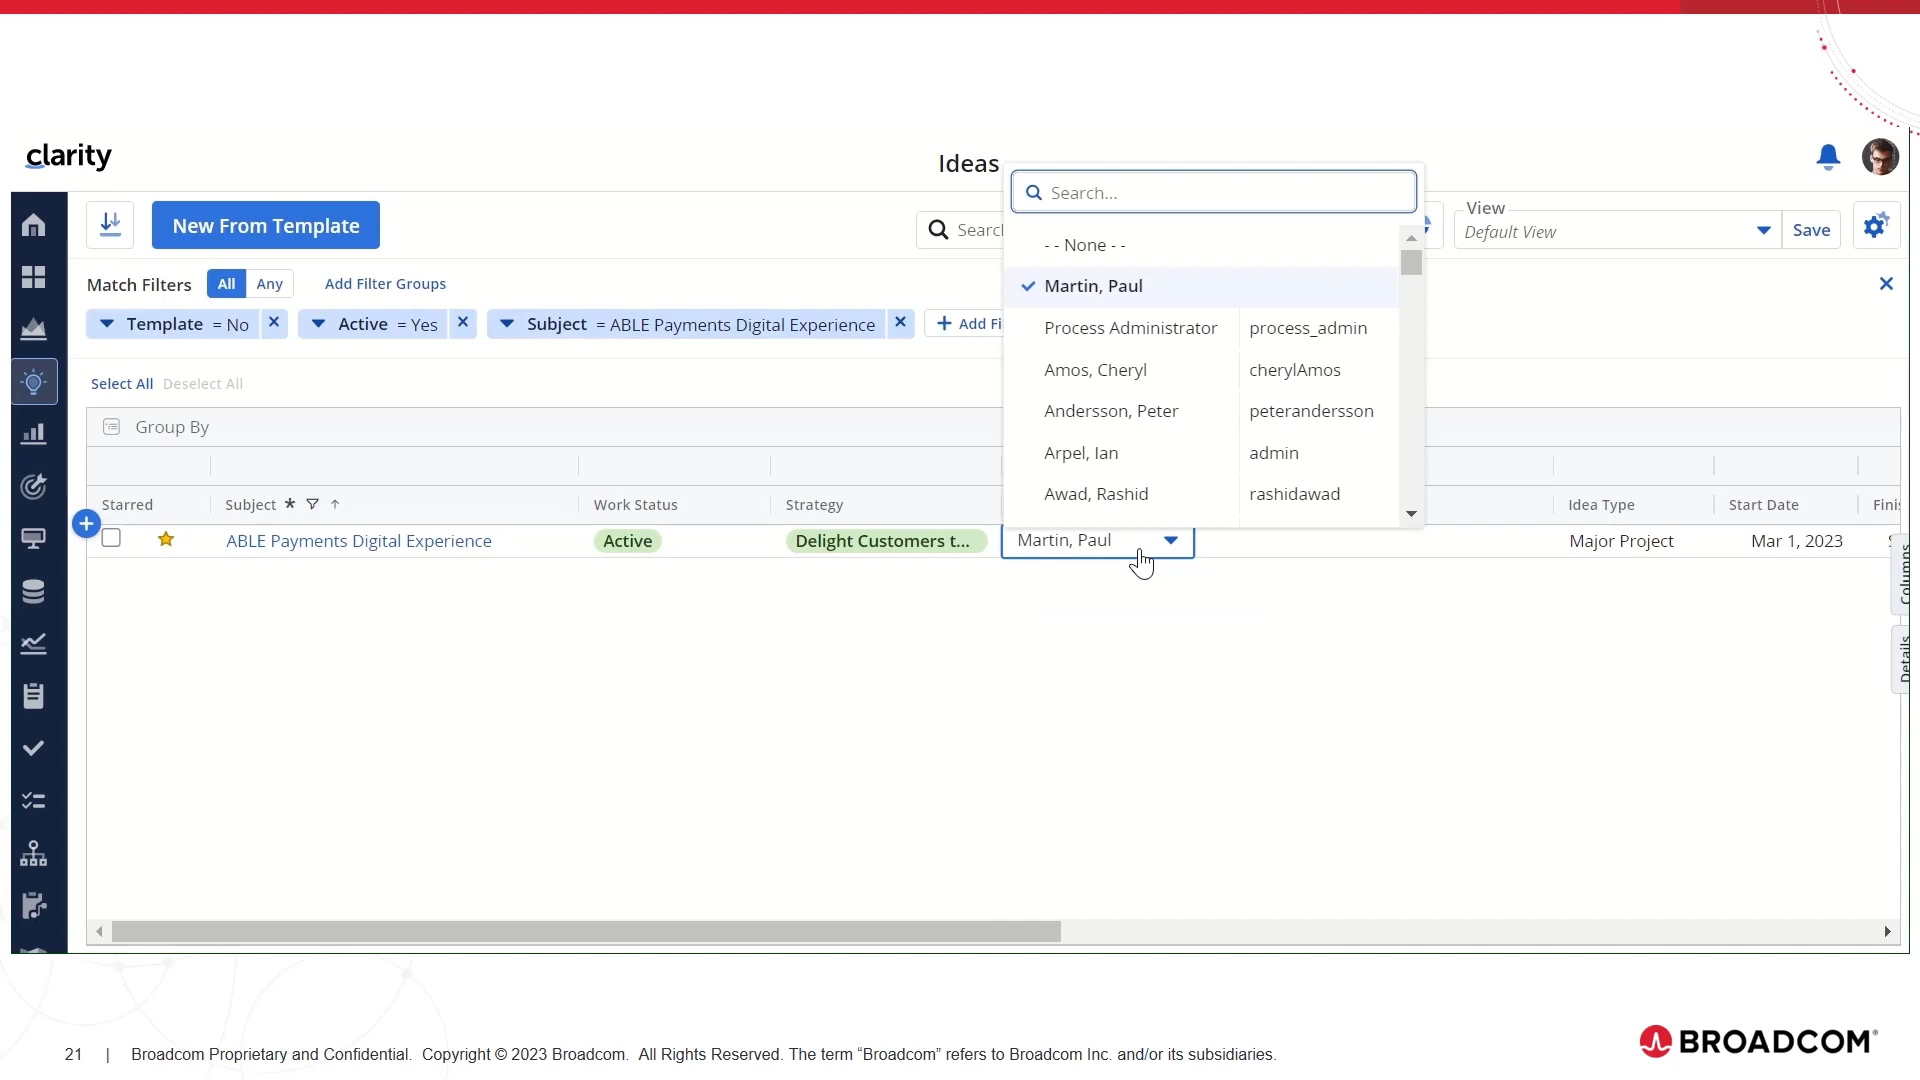 clarity
Ideas
New From Template
Search
Search...
View
Default View
Save
- - None - -
Match Filters
All
Any
Add Filter Groups
Martin, Paul
Template = No
Active = Yes
Subject = ABLE Payments Digital Experience
Add Fi
Process Administrator process_admin
Amos, Cheryl cherylAmos
Select All Deselect All
Andersson, Peter peterandersson
Group By
Arpel, Ian admin
Awad, Rashid rashidawad
Starred Subject * ↑ Work Status Strategy Idea Type Start Date Finis
ABLE Payments Digital Experience Active Delight Customers t... Martin, Paul Major Project Mar 1, 2023
Columns
Details
21 | Broadcom Proprietary and Confidential. Copyright © 2023 Broadcom. All Rights Reserved. The term “Broadcom” refers to Broadcom Inc. and/or its subsidiaries.
BROADCOM®